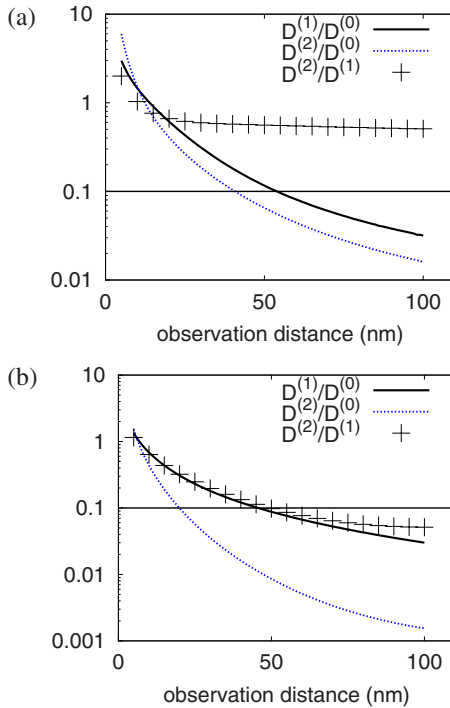 (a)
10
1
0.1
0.01
D^(1)/D^(0)
D^(2)/D^(0)
D^(2)/D^(1)
0
50
100
observation distance (nm)
(b)
10
1
0.1
0.01
0.001
D^(1)/D^(0)
D^(2)/D^(0)
D^(2)/D^(1)
0
50
100
observation distance (nm)